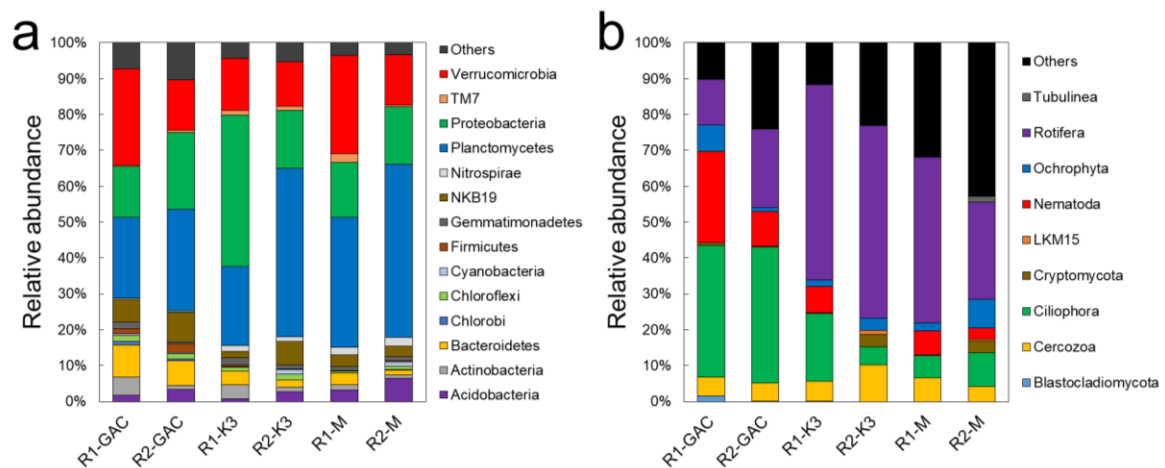 a
Relative abundance
100%
90%
80%
70%
60%
50%
40%
30%
20%
10%
0%
R1-GAC
R2-GAC
R1-K3
R2-K3
R1-M
R2-M
Others
Verrucomicrobia
TM7
Proteobacteria
Planctomycetes
Nitrospirae
NKB19
Gemmatimonadetes
Firmicutes
Cyanobacteria
Chloroflexi
Chlorobi
Bacteroidetes
Actinobacteria
Acidobacteria
b
Relative abundance
100%
90%
80%
70%
60%
50%
40%
30%
20%
10%
0%
R1-GAC
R2-GAC
R1-K3
R2-K3
R1-M
R2-M
Others
Tubulinea
Rotifera
Ochrophyta
Nematoda
LKM15
Cryptomycota
Ciliophora
Cercozoa
Blastocladiomycota